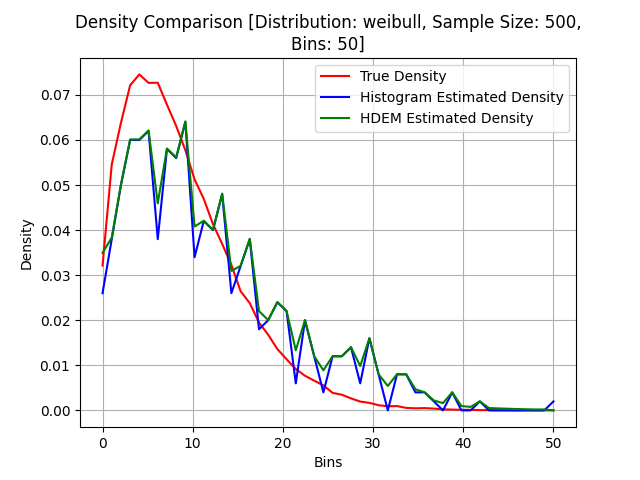 Density Comparison [Distribution: weibull, Sample Size: 500,
Bins: 50]
True Density
Histogram Estimated Density
HDEM Estimated Density
Density
0.07
0.06
0.05
0.04
0.03
0.02
0.01
0.00
0 10 20 30 40 50
Bins